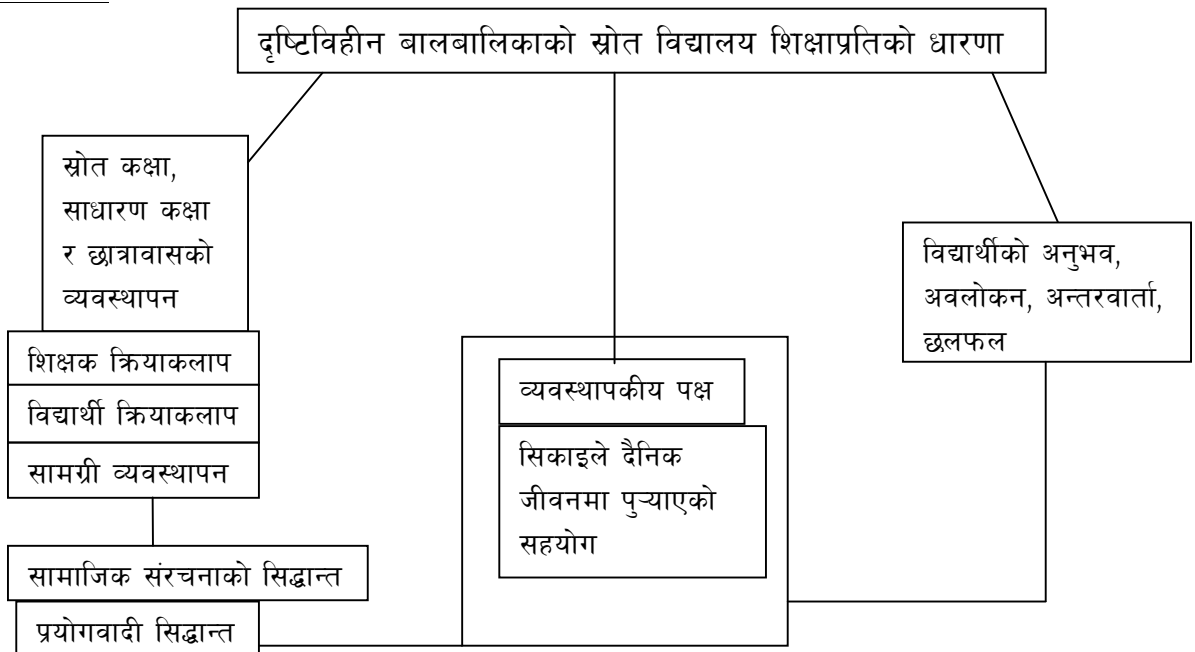 दृष्टिविहीन बालबालिकाको स्रोत विद्यालय शिक्षाप्रतिको धारणा
स्रोत कक्षा,
साधारण कक्षा
र छात्रावासको
व्यवस्थापन
शिक्षक क्रियाकलाप
विद्यार्थी क्रियाकलाप
सामग्री व्यवस्थापन
सामाजिक संरचनाको सिद्धान्त
प्रयोगवादी सिद्धान्त
व्यवस्थापकीय पक्ष
सिकाइले दैनिक
जीवनमा पुऱ्याएको
सहयोग
विद्यार्थीको अनुभव,
अवलोकन, अन्तरवार्ता,
छलफल